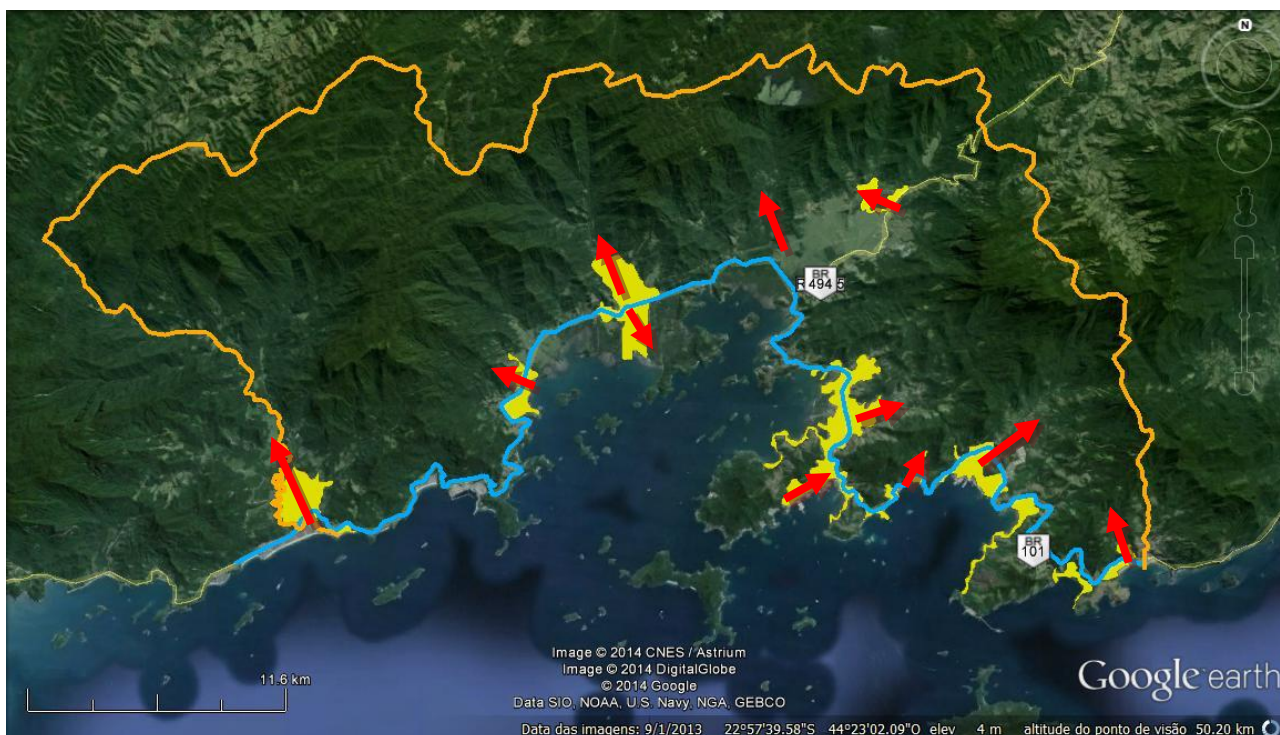 N
BR
494
BR
101
11.6 km
Image © 2014 CNES / Astrium
Image © 2014 DigitalGlobe
© 2014 Google
Data SIO, NOAA, U.S. Navy, NGA, GEBCO
Google earth
Data das imagens: 9/1/2013 22°57'39.58"S 44°23'02.09"O elev 4 m altitude do ponto de visão 50.20 km